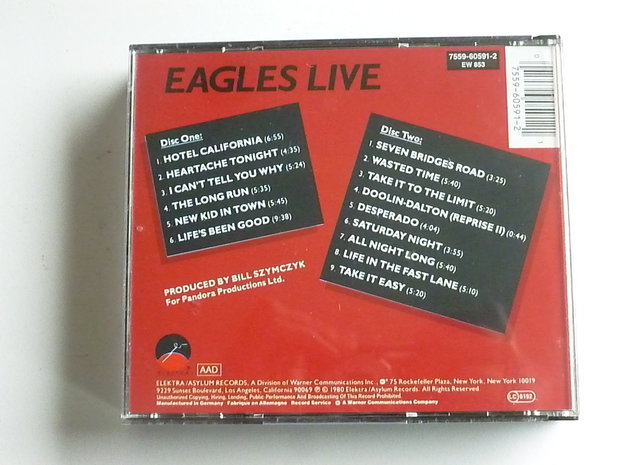 7559-60591-2
EW 853
7559-60591-2
EAGLES LIVE
Disc One:
1. HOTEL CALIFORNIA (6:55)
2. HEARTACHE TONIGHT (4:35)
3. I CAN'T TELL YOU WHY (5:24)
4. THE LONG RUN (5:35)
5. NEW KID IN TOWN (5:45)
6. LIFE'S BEEN GOOD (9:38)
Disc Two:
1. SEVEN BRIDGES ROAD (3:25)
2. WASTED TIME (5:40)
3. TAKE IT TO THE LIMIT (5:20)
4. DOOLIN-DALTON (REPRISE II) (0:44)
5. DESPERADO (4:04)
6. SATURDAY NIGHT (3:55)
7. ALL NIGHT LONG (5:40)
8. LIFE IN THE FAST LANE (5:10)
9. TAKE IT EASY (5:20)
PRODUCED BY BILL SZYMCZYK
For Pandora Productions Ltd.
AAD
ELEKTRA/ASYLUM RECORDS, A Division of Warner Communications Inc., 75 Rockefeller Plaza, New York, New York 10019
9229 Sunset Boulevard, Los Angeles, California 90069 ℗ © 1980 Elektra/Asylum Records. All Rights Reserved
Unauthorized Copying, Hiring, Lending, Public Performance And Broadcasting Of This Record Prohibited.
Manufactured in Germany Fabriqué en Allemagne Record Service A Warner Communications Company
LC 0192